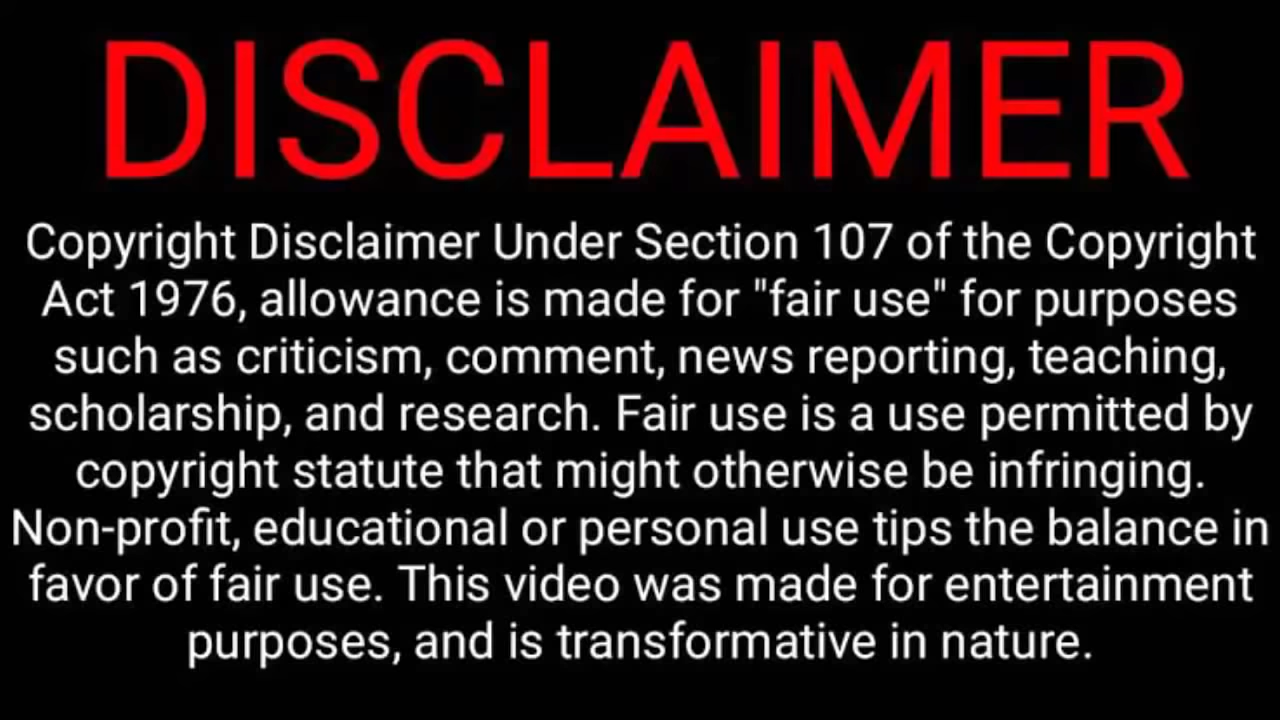 DISCLAIMER
Copyright Disclaimer Under Section 107 of the Copyright
Act 1976, allowance is made for "fair use" for purposes
such as criticism, comment, news reporting, teaching,
scholarship, and research. Fair use is a use permitted by
copyright statute that might otherwise be infringing.
Non-profit, educational or personal use tips the balance in
favor of fair use. This video was made for entertainment
purposes, and is transformative in nature.